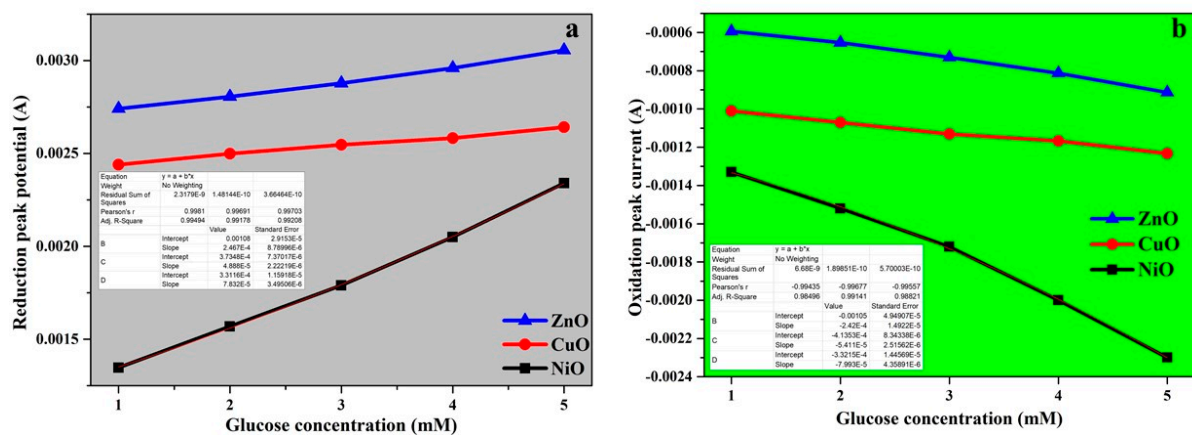 a
Reduction peak potential (A)
0.0030
0.0025
0.0020
0.0015
Equation y = a + b*x
Weight No Weighting
Residual Sum of Squares 2.3179E-9 1.48144E-10 3.66464E-10
Pearson's r 0.9981 0.99691 0.99703
Adj. R-Square 0.99494 0.99178 0.99208
Value Standard Error
B Intercept 0.00108 2.9153E-5
Slope 2.467E-4 8.78996E-6
C Intercept 3.7348E-4 7.37017E-6
Slope 4.888E-5 2.22219E-6
D Intercept 3.3116E-4 1.15918E-5
Slope 7.832E-5 3.49506E-6
ZnO
CuO
NiO
1 2 3 4 5
Glucose concentration (mM)
b
Oxidation peak current (A)
-0.0006
-0.0008
-0.0010
-0.0012
-0.0014
-0.0016
-0.0018
-0.0020
-0.0022
-0.0024
Equation y = a + b*x
Weight No Weighting
Residual Sum of Squares 6.68E-9 1.89851E-10 5.70003E-10
Pearson's r -0.99435 -0.99677 -0.99557
Adj. R-Square 0.98496 0.99141 0.98821
Value Standard Error
B Intercept -0.00105 4.94907E-5
Slope -2.42E-4 1.4922E-5
C Intercept -4.1353E-4 8.34338E-6
Slope -5.411E-5 2.51562E-6
D Intercept -3.3215E-4 1.44569E-5
Slope -7.993E-5 4.35891E-6
ZnO
CuO
NiO
1 2 3 4 5
Glucose concentration (mM)